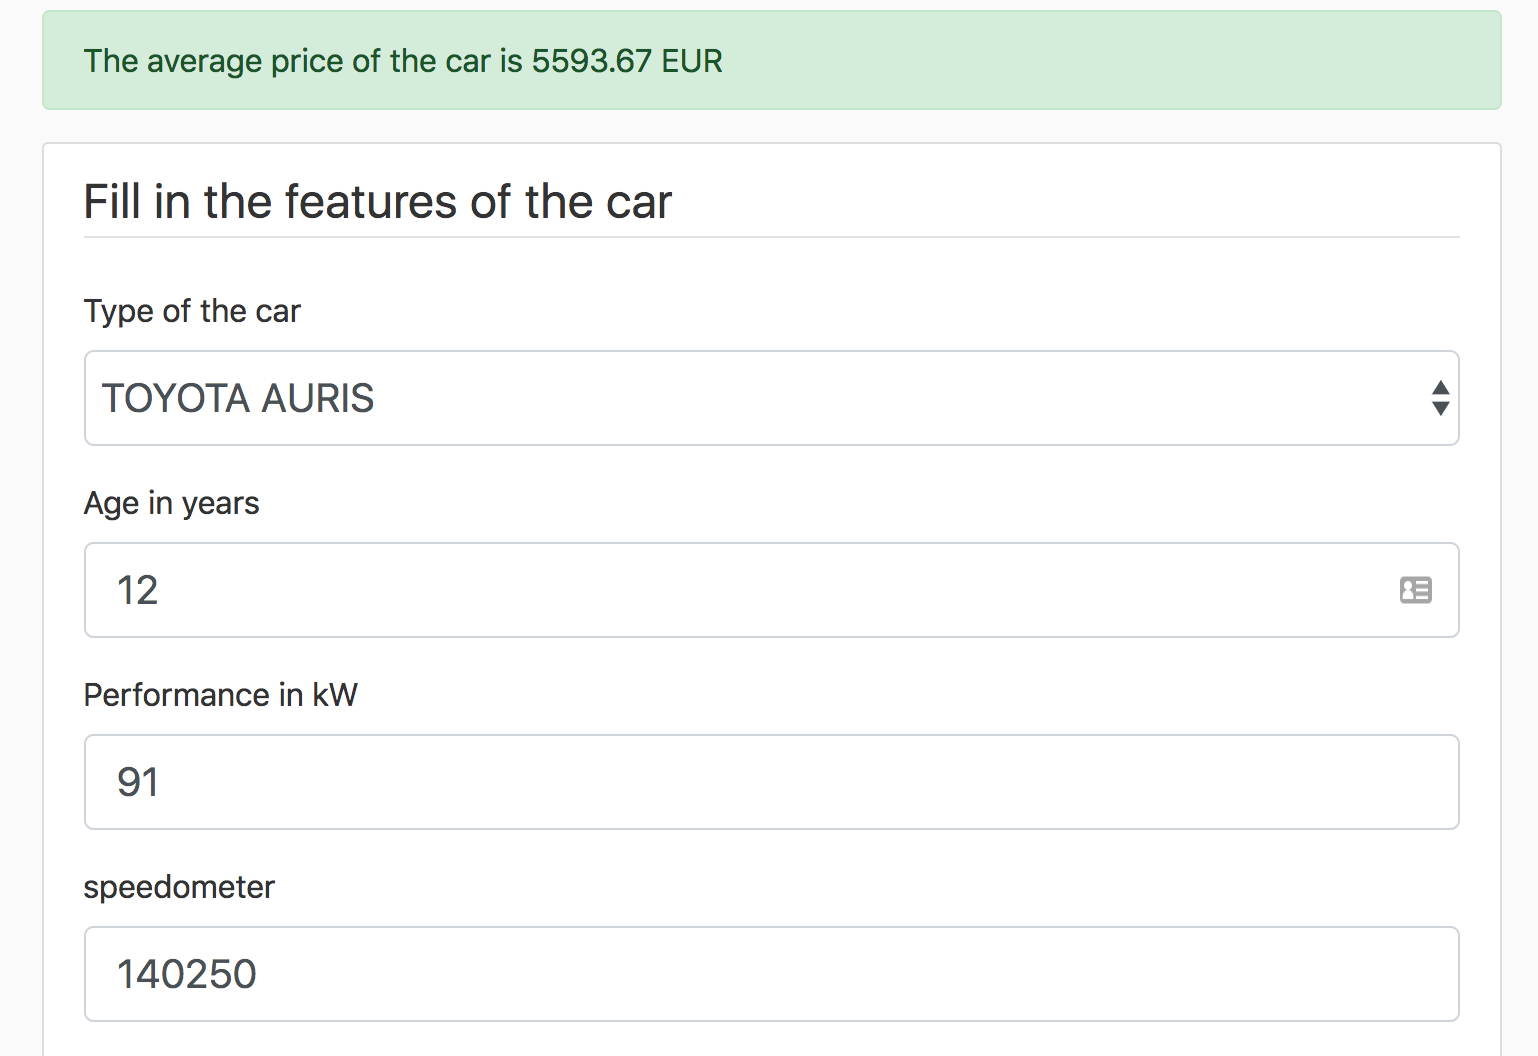 The average price of the car is 5593.67 EUR
Fill in the features of the car
Type of the car
TOYOTA AURIS
Age in years
12
Performance in kW
91
speedometer
140250